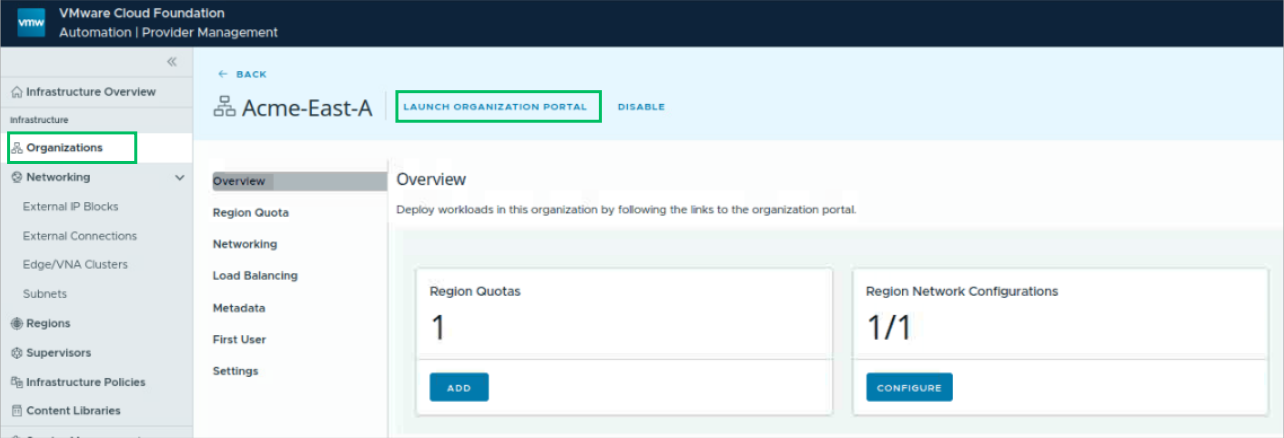 vmw
VMware Cloud Foundation
Automation | Provider Management
Infrastructure Overview
Infrastructure
Organizations
Networking
External IP Blocks
External Connections
Edge/VNA Clusters
Subnets
Regions
Supervisors
Infrastructure Policies
Content Libraries
← BACK
Acme-East-A
LAUNCH ORGANIZATION PORTAL
DISABLE
Overview
Region Quota
Networking
Load Balancing
Metadata
First User
Settings
Overview
Deploy workloads in this organization by following the links to the organization portal.
Region Quotas
1
ADD
Region Network Configurations
1/1
CONFIGURE